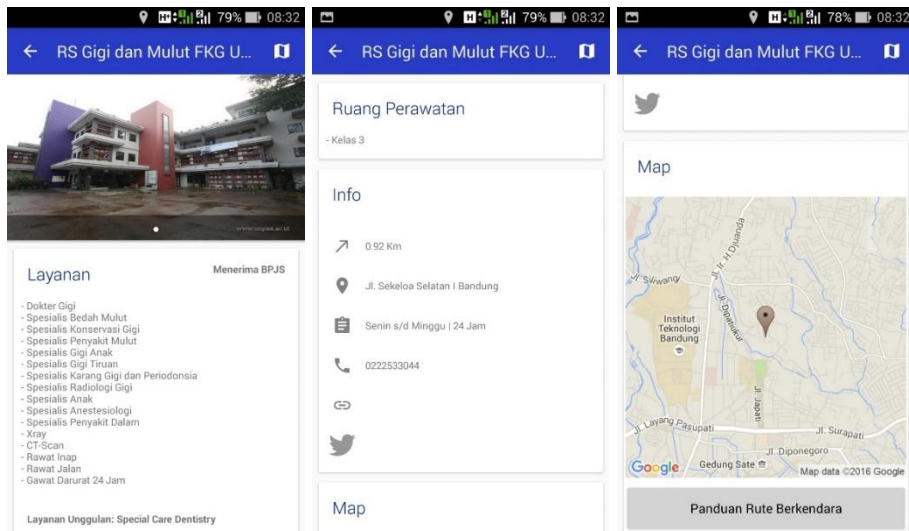 79% 08:32
RS Gigi dan Mulut FKG U...
www.unpad.ac.id
Layanan
Menerima BPJS
- Dokter Gigi
- Spesialis Bedah Mulut
- Spesialis Konservasi Gigi
- Spesialis Penyakit Mulut
- Spesialis Gigi Anak
- Spesialis Gigi Tiruan
- Spesialis Karang Gigi dan Periodonsia
- Spesialis Radiologi Gigi
- Spesialis Anak
- Spesialis Anestesiologi
- Spesialis Penyakit Dalam
- Xray
- CT-Scan
- Rawat Inap
- Rawat Jalan
- Gawat Darurat 24 Jam
Layanan Unggulan: Special Care Dentistry
79% 08:32
RS Gigi dan Mulut FKG U...
Ruang Perawatan
- Kelas 3
Info
0.92 Km
Jl. Sekeloa Selatan I Bandung
Senin s/d Minggu | 24 Jam
0222533044
Map
78% 08:32
RS Gigi dan Mulut FKG U...
Map
Jl. Ir. H.Djuanda
Jl. Siliwangi
Jl. Dipatiukur
Institut
Teknologi
Bandung
Jl. Japati
Jl. Layang Pasupati
Jl. Surapati
Jl. Diponegoro
Gedung Sate
Google
Map data ©2016 Google
Panduan Rute Berkendara